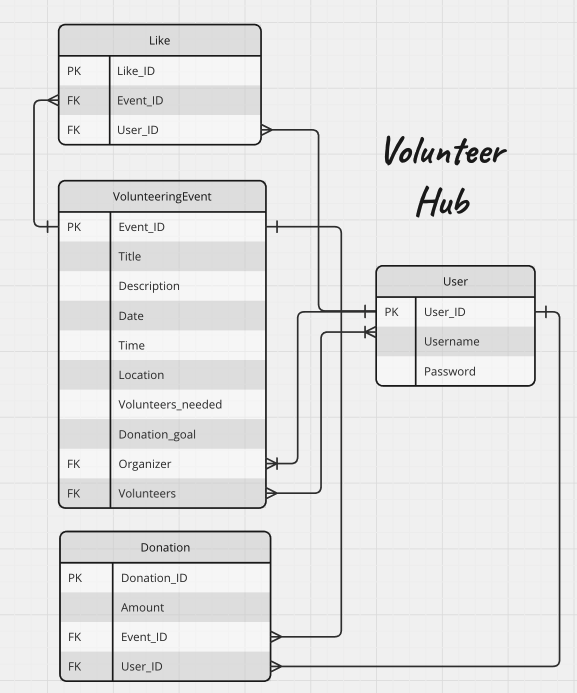 Like
PK Like_ID
FK Event_ID
FK User_ID
Volunteer
Hub
VolunteeringEvent
PK Event_ID
Title
Description
Date
Time
Location
Volunteers_needed
Donation_goal
FK Organizer
FK Volunteers
User
PK User_ID
Username
Password
Donation
PK Donation_ID
Amount
FK Event_ID
FK User_ID